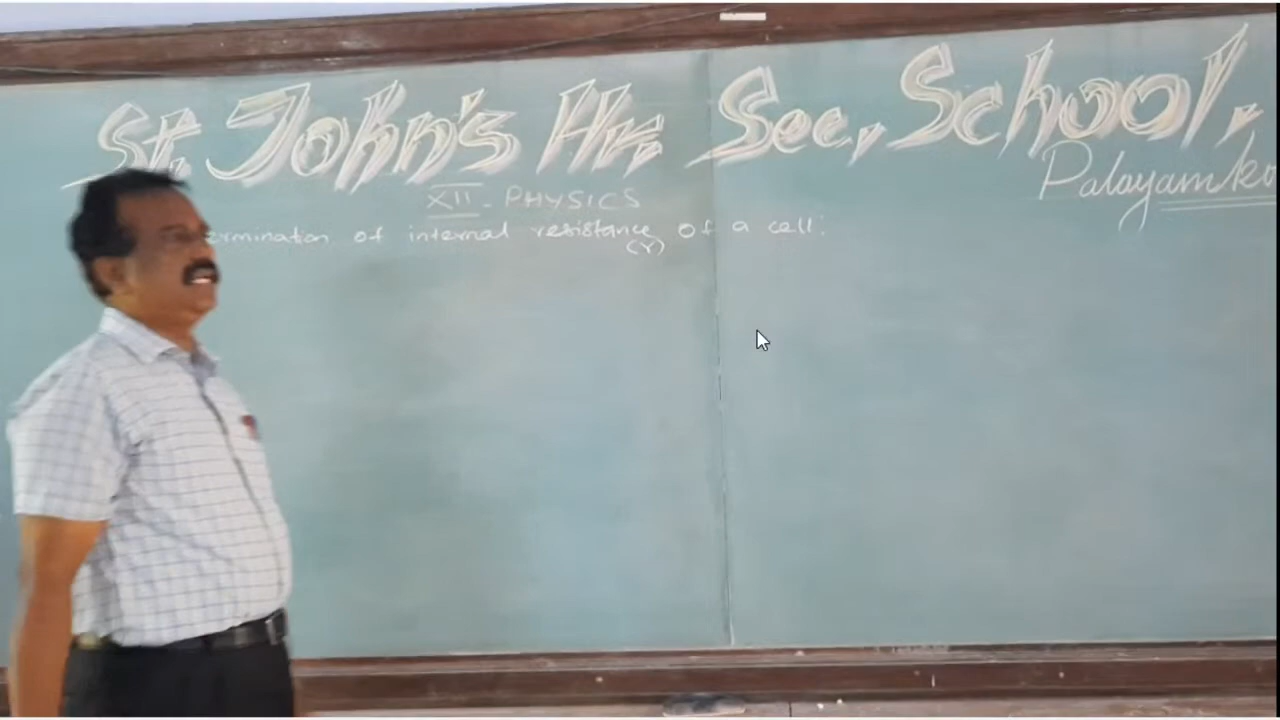 St. John's Hr. Sec. School,
Palayamko
XII - PHYSICS
ermination of internal resistance of a cell:
(r)